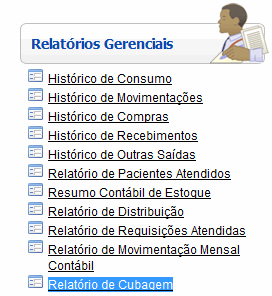 Relatórios Gerenciais
Histórico de Consumo
Histórico de Movimentações
Histórico de Compras
Histórico de Recebimentos
Histórico de Outras Saídas
Relatório de Pacientes Atendidos
Resumo Contábil de Estoque
Relatório de Distribuição
Relatório de Requisições Atendidas
Relatório de Movimentação Mensal
Contábil
Relatório de Cubagem